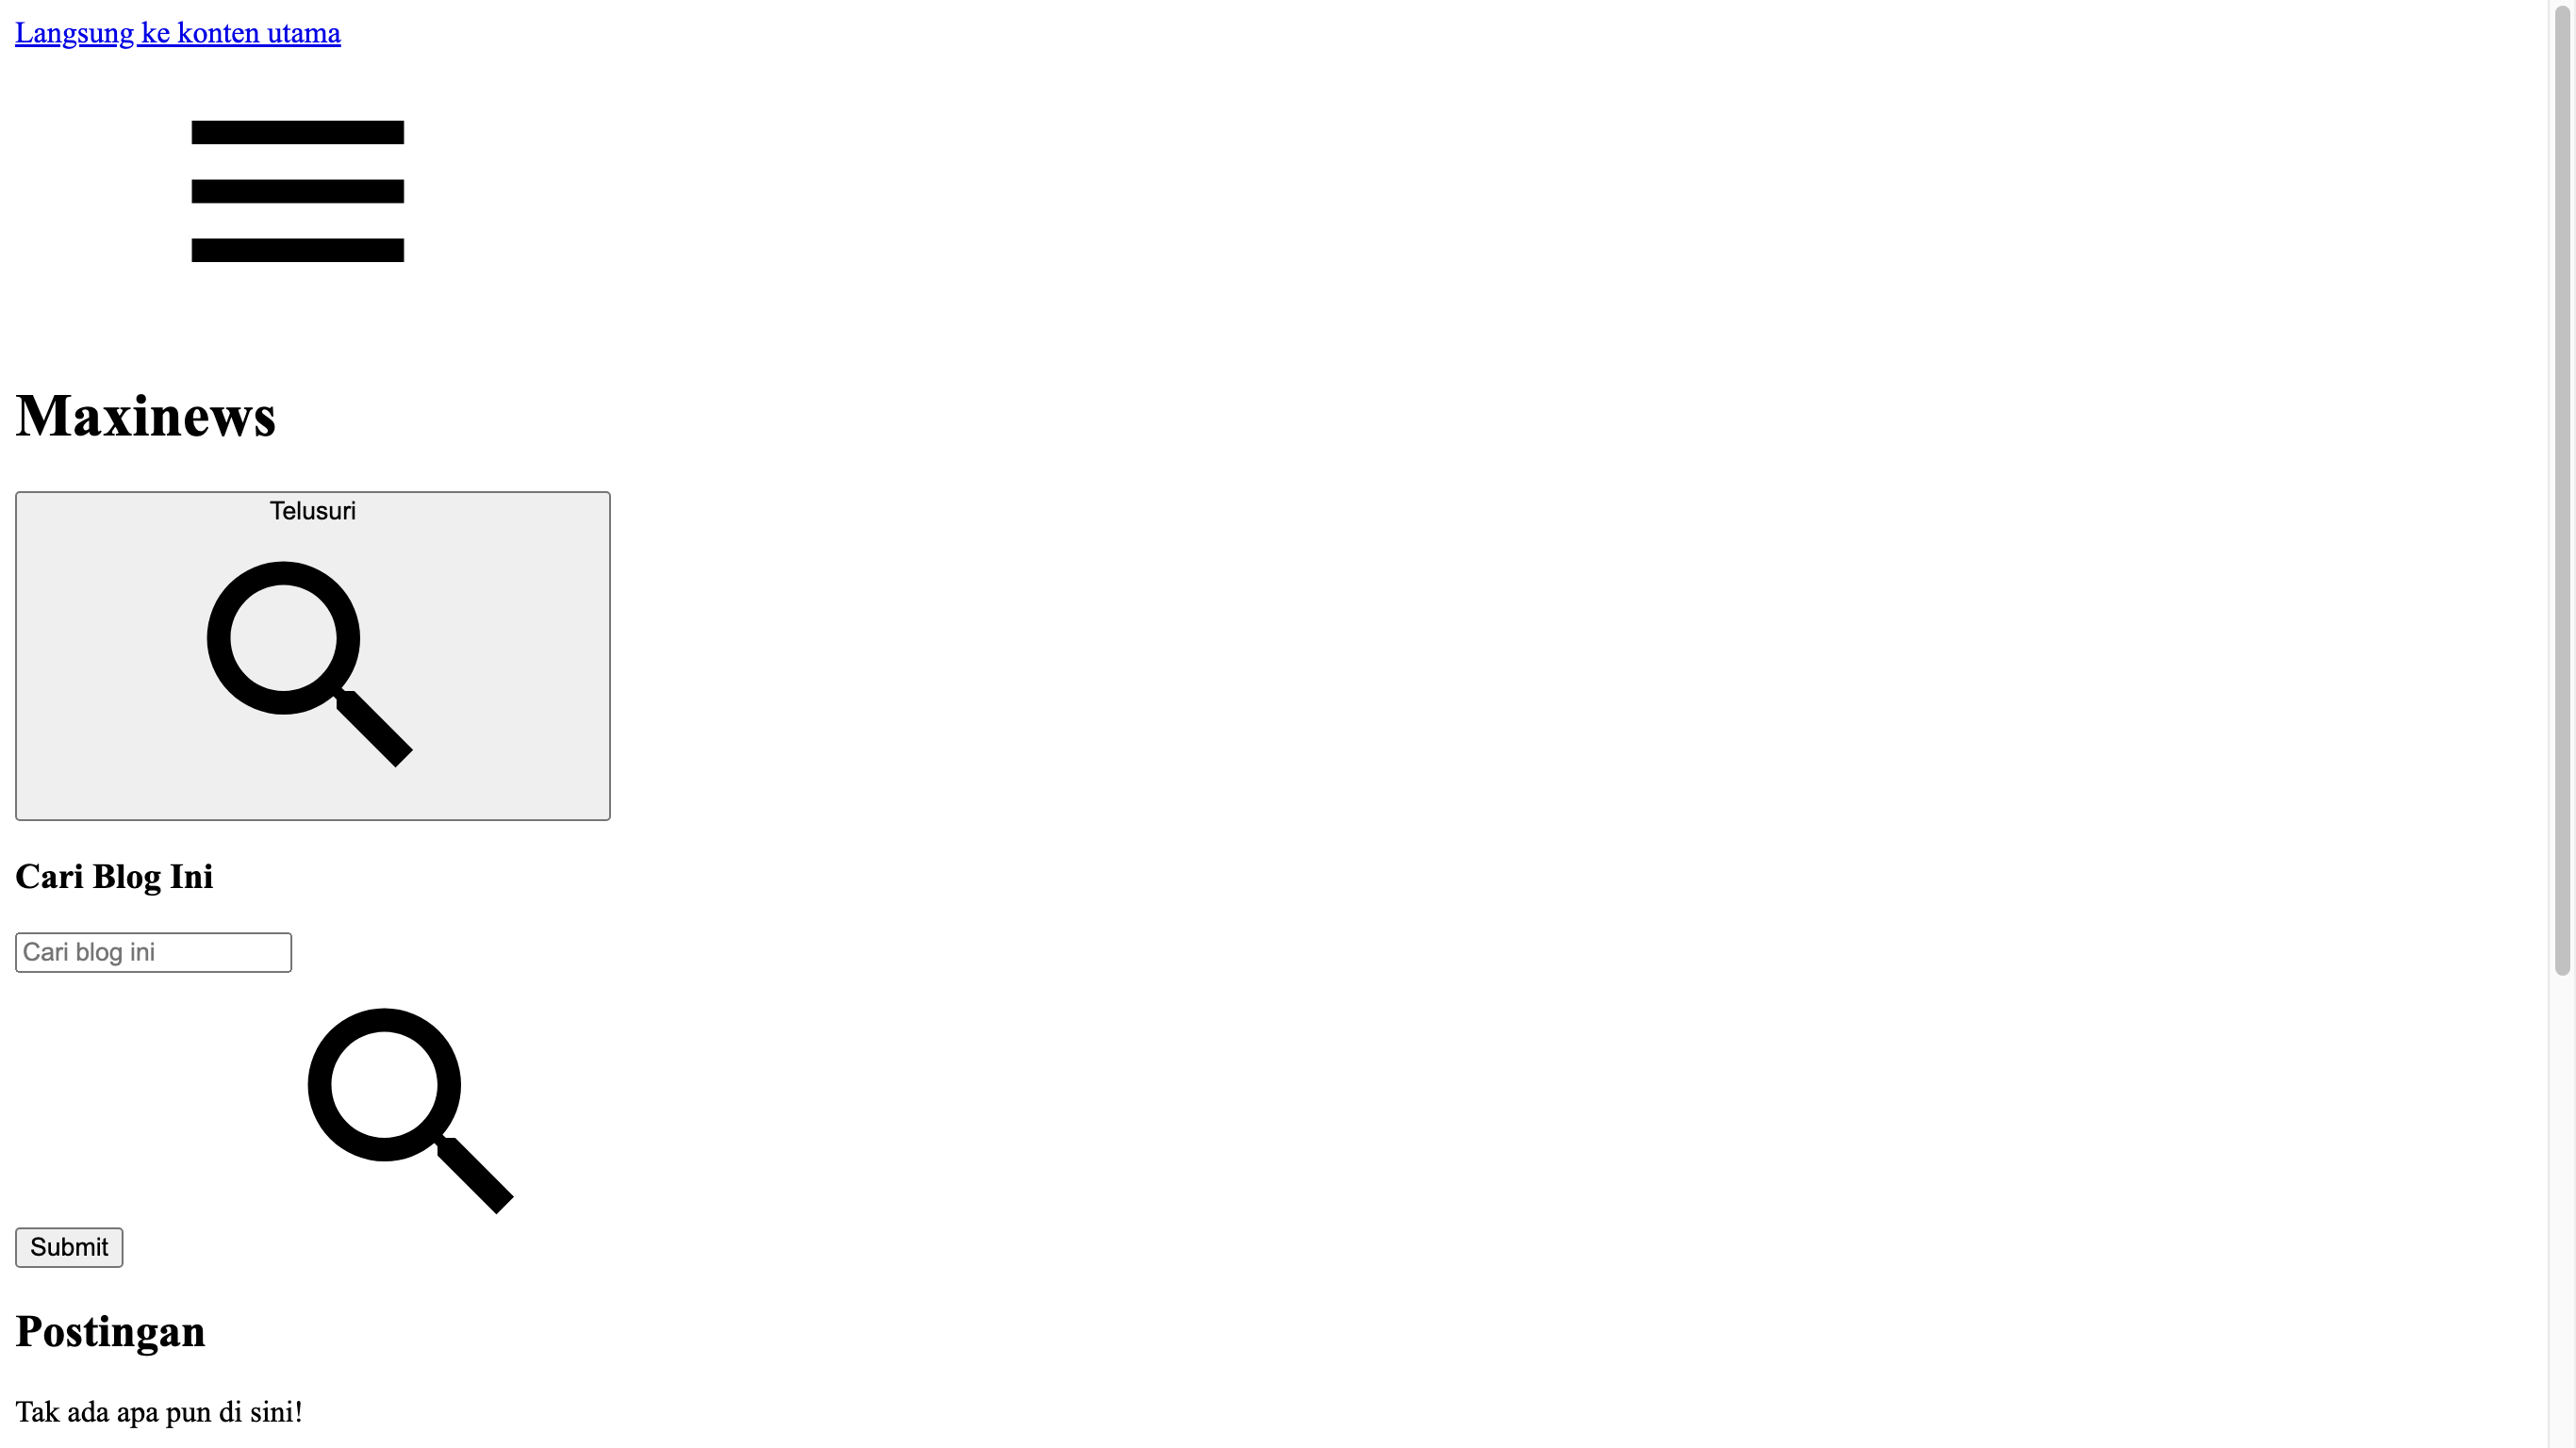 Langsung ke konten utama
Maxinews
Telusuri
Cari Blog Ini
Cari blog ini
Submit
Postingan
Tak ada apa pun di sini!